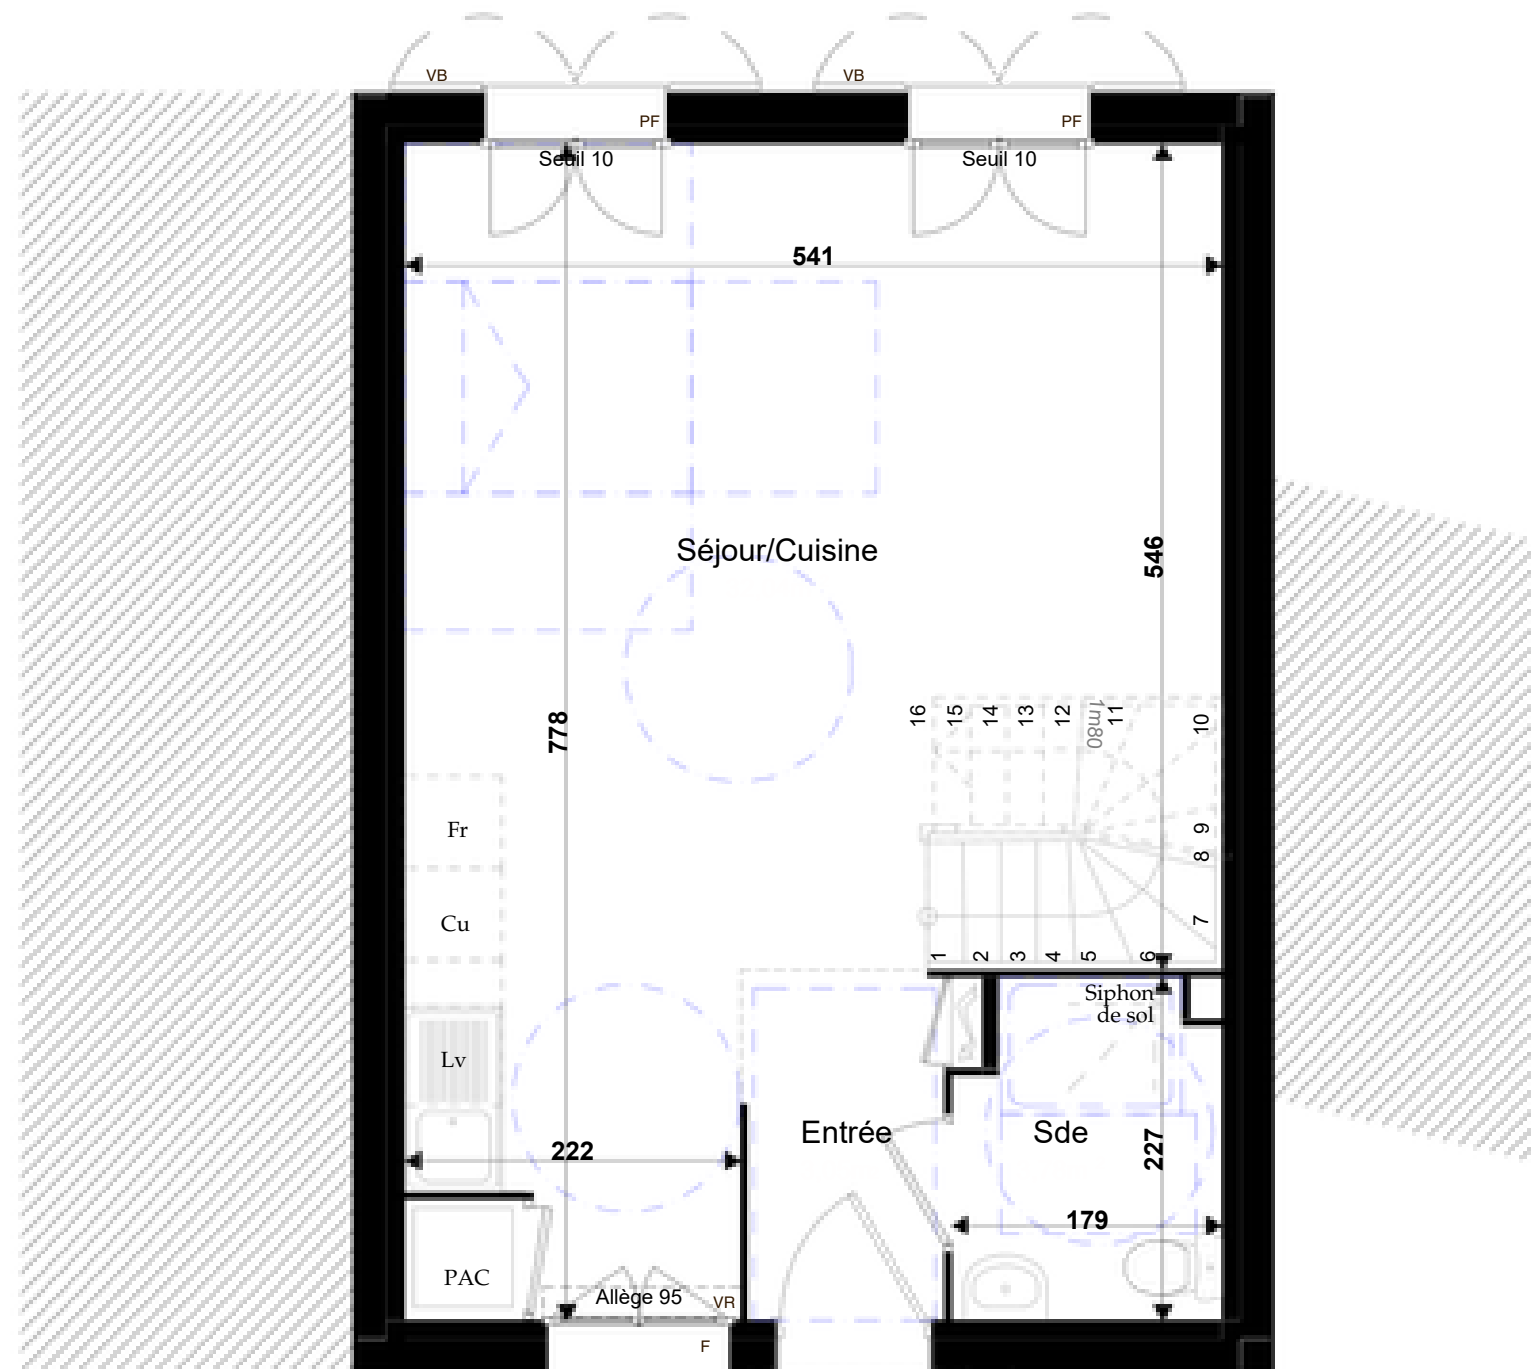 VB
VB
PF
PF
Seuil 10
Seuil 10
541
Séjour/Cuisine
546
778
16
15
14
13
12
1m80
11
10
Fr
9
8
Cu
7
1
2
3
4
5
6
Siphon
de sol
Lv
Entrée
Sde
222
227
179
PAC
Allège 95
VR
F